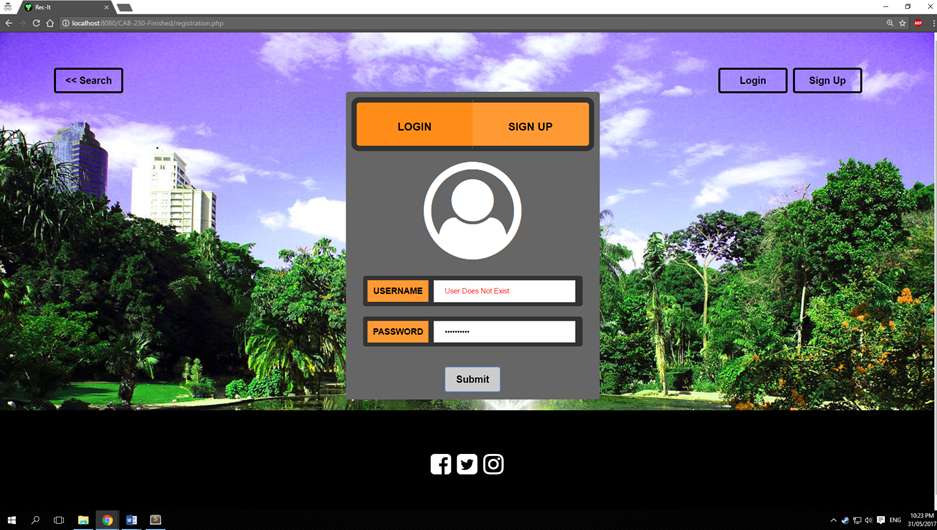 Rec-It
localhost:8080/CAB-230-Finished/registration.php
ABP
<< Search
Login
Sign Up
LOGIN
SIGN UP
USERNAME
User Does Not Exist
PASSWORD
••••••••••
Submit
ENG
10:23 PM
31/05/2017